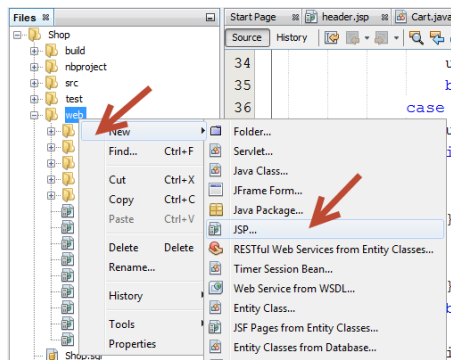 Files
Start Page header.jsp Cart.java
Shop
Source History
build
nbproject
src
test
web
34 u
35 b
36 case
New
Find... Ctrl+F
Cut Ctrl+X
Copy Ctrl+C
Paste Ctrl+V
Delete Delete
Rename...
History
Tools
Properties
Folder...
Servlet...
Java Class...
JFrame Form...
Java Package...
JSP...
RESTful Web Services from Entity Classes...
Timer Session Bean...
Web Service from WSDL...
Entity Class...
JSF Pages from Entity Classes...
Entity Classes from Database...
Shop.sql